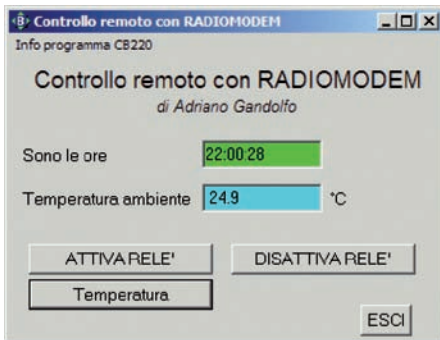 Controllo remoto con RADIOMODEM
Info programma CB220
Controllo remoto con RADIOMODEM
di Adriano Gandolfo
Sono le ore 22:00:28
Temperatura ambiente 24.9 °C
ATTIVA RELE' DISATTIVA RELE'
Temperatura
ESCI